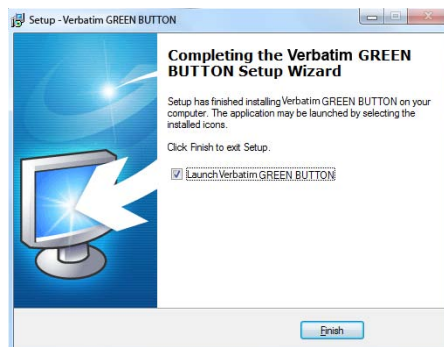 Setup - Verbatim GREEN BUTTON
Completing the Verbatim GREEN
BUTTON Setup Wizard
Setup has finished installing Verbatim GREEN BUTTON on your
computer. The application may be launched by selecting the
installed icons.
Click Finish to exit Setup.
Launch Verbatim GREEN BUTTON
Finish